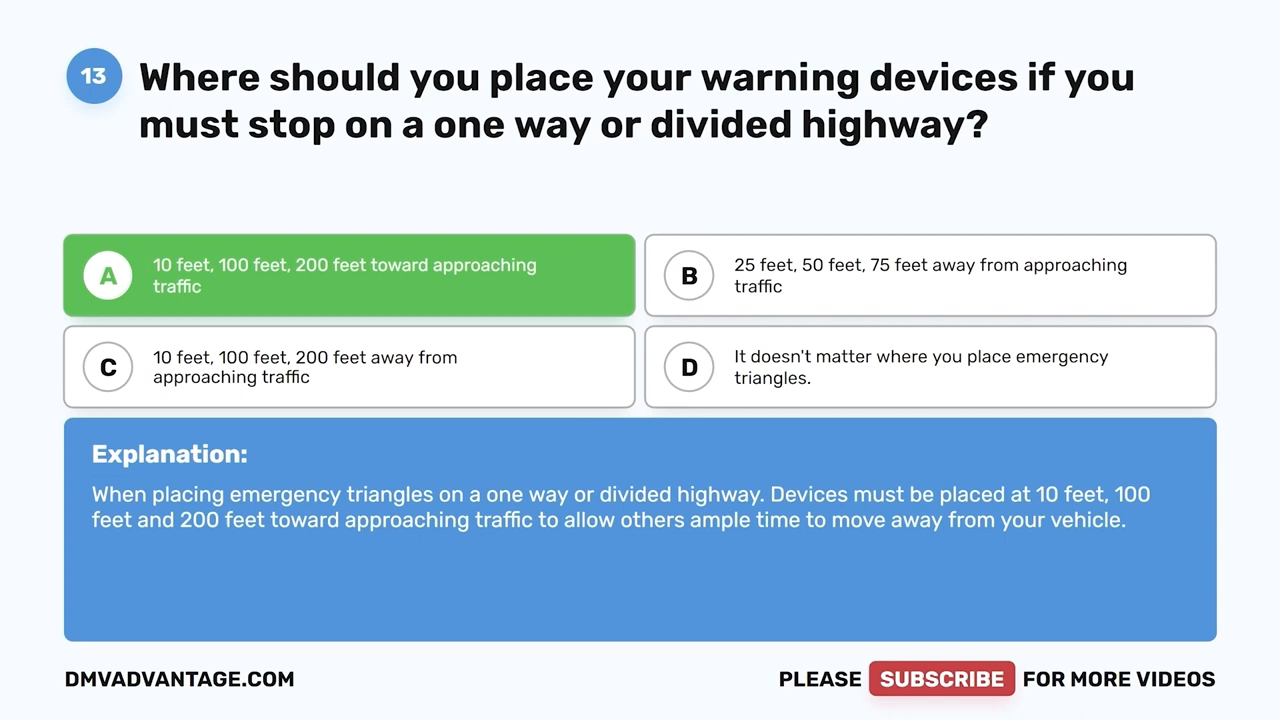 13
Where should you place your warning devices if you
must stop on a one way or divided highway?
A
10 feet, 100 feet, 200 feet toward approaching
traffic
B
25 feet, 50 feet, 75 feet away from approaching
traffic
C
10 feet, 100 feet, 200 feet away from
approaching traffic
D
It doesn't matter where you place emergency
triangles.
Explanation:
When placing emergency triangles on a one way or divided highway. Devices must be placed at 10 feet, 100
feet and 200 feet toward approaching traffic to allow others ample time to move away from your vehicle.
DMVADVANTAGE.COM
PLEASE SUBSCRIBE FOR MORE VIDEOS